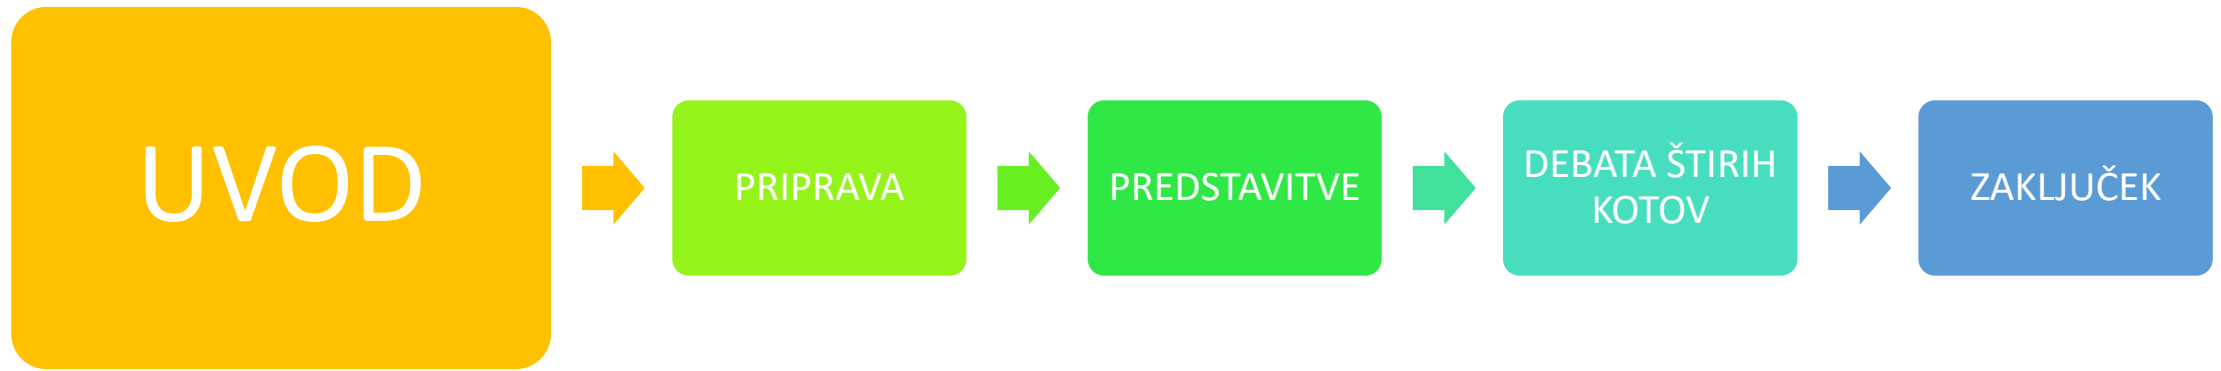 UVOD
PRIPRAVA
PREDSTAVITVE
DEBATA ŠTIRIH
KOTOV
ZAKLJUČEK